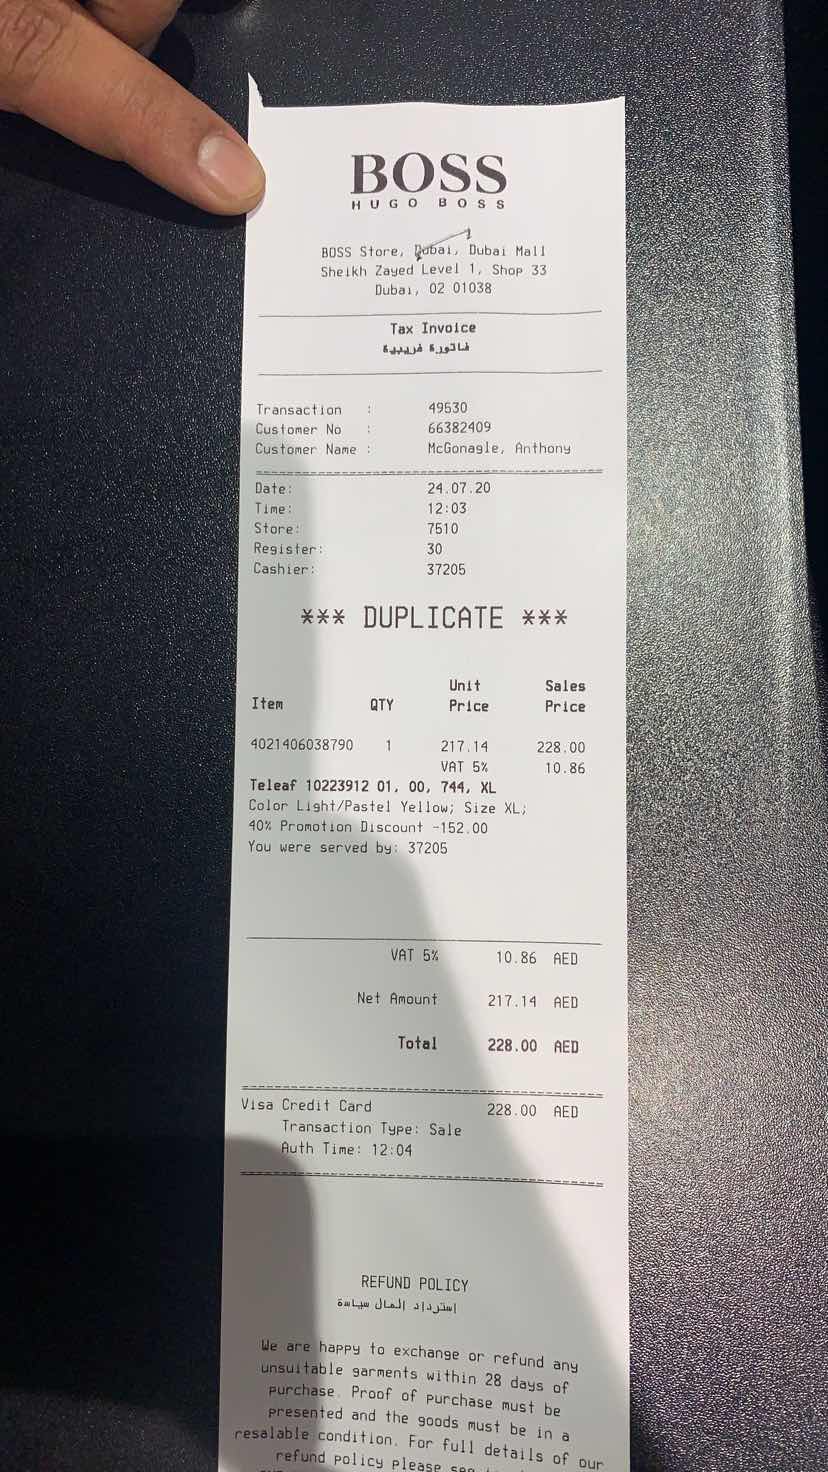 BOSS
HUGO BOSS
BOSS Store, Dubai, Dubai Mall
Sheikh Zayed Level 1, Shop 33
Dubai, 02 01038
Tax Invoice
فاتورة ضريبية
Transaction : 49530
Customer No : 66382409
Customer Name : McGonagle, Anthony
Date: 24.07.20
Time: 12:03
Store: 7510
Register: 30
Cashier: 37205
*** DUPLICATE ***
Unit Sales
Item QTY Price Price
4021406038790 1 217.14 228.00
VAT 5% 10.86
Teleaf 10223912 01, 00, 744, XL
Color Light/Pastel Yellow; Size XL;
40% Promotion Discount -152.00
You were served by: 37205
VAT 5% 10.86 AED
Net Amount 217.14 AED
Total 228.00 AED
Visa Credit Card 228.00 AED
Transaction Type: Sale
Auth Time: 12:04
REFUND POLICY
استرداد المال سياسة
We are happy to exchange or refund any
unsuitable garments within 28 days of
purchase. Proof of purchase must be
presented and the goods must be in a
resalable condition. For full details of our
refund policy please see